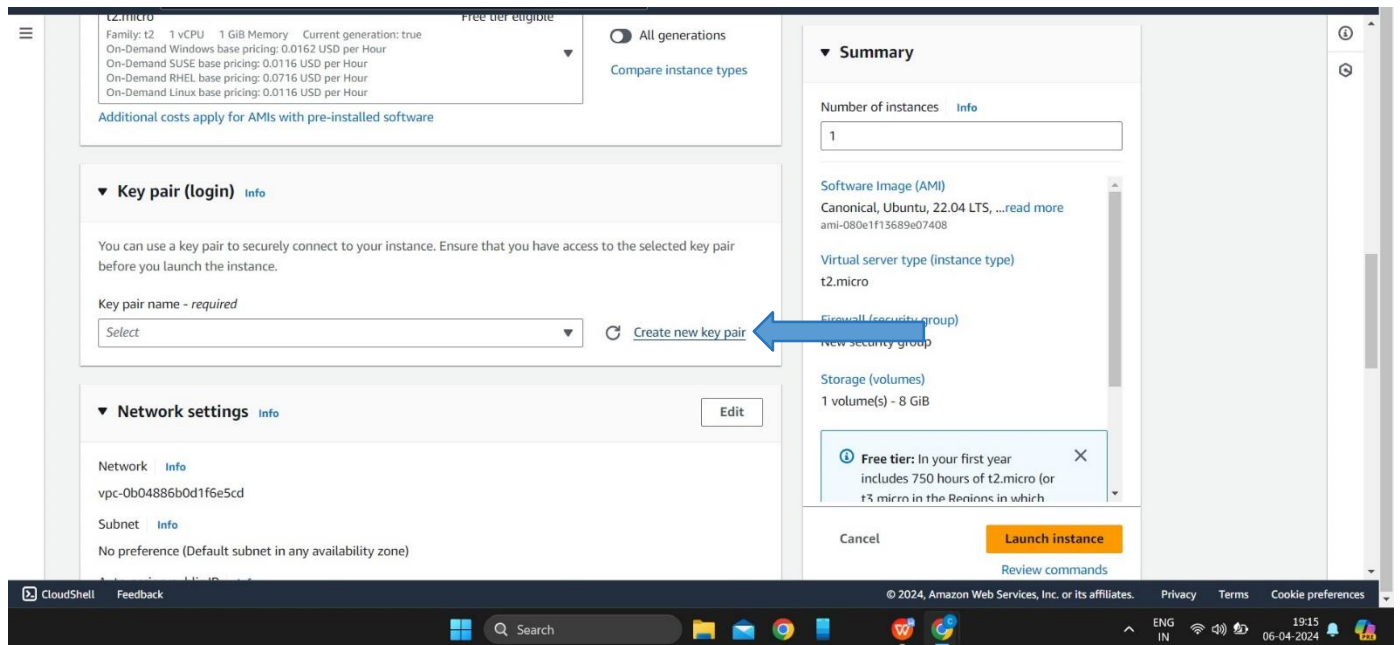 t2.micro
Free tier eligible
Family: t2 1 vCPU 1 GiB Memory Current generation: true
On-Demand Windows base pricing: 0.0162 USD per Hour
On-Demand SUSE base pricing: 0.0116 USD per Hour
On-Demand RHEL base pricing: 0.0716 USD per Hour
On-Demand Linux base pricing: 0.0116 USD per Hour
All generations
Compare instance types
Additional costs apply for AMIs with pre-installed software
Key pair (login) Info
You can use a key pair to securely connect to your instance. Ensure that you have access to the selected key pair
before you launch the instance.
Key pair name - required
Select
Create new key pair
Network settings Info
Edit
Network Info
vpc-0b04886b0d1f6e5cd
Subnet Info
No preference (Default subnet in any availability zone)
Summary
Number of instances Info
1
Software Image (AMI)
Canonical, Ubuntu, 22.04 LTS, ...read more
ami-080e1f13689e07408
Virtual server type (instance type)
t2.micro
Firewall (security group)
New security group
Storage (volumes)
1 volume(s) - 8 GiB
Free tier: In your first year
includes 750 hours of t2.micro (or
t3.micro in the Regions in which
Cancel
Launch instance
Review commands
CloudShell Feedback
© 2024, Amazon Web Services, Inc. or its affiliates. Privacy Terms Cookie preferences
Search
ENG
IN
19:15
06-04-2024
PRE